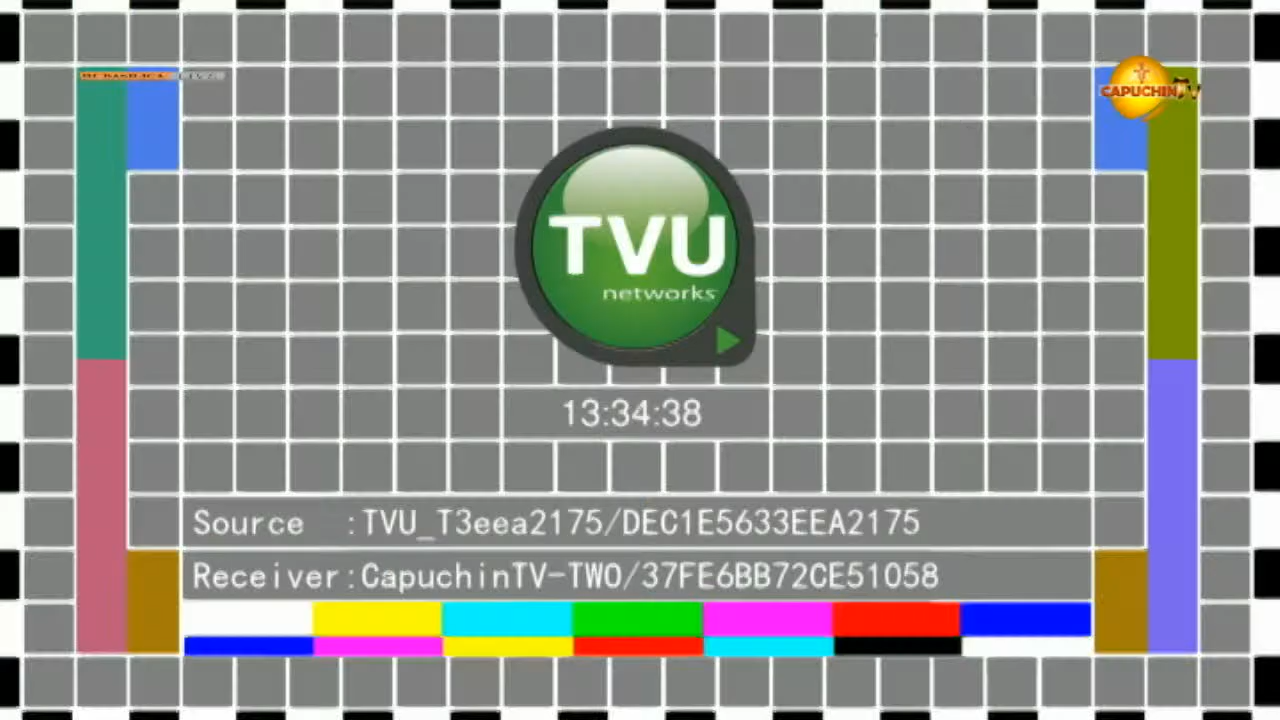 CAPUCHIN TV
TVU
networks
13:34:38
Source :TVU_T3eea2175/DEC1E5633EEA2175
Receiver:CapuchinTV-TWO/37FE6BB72CE51058